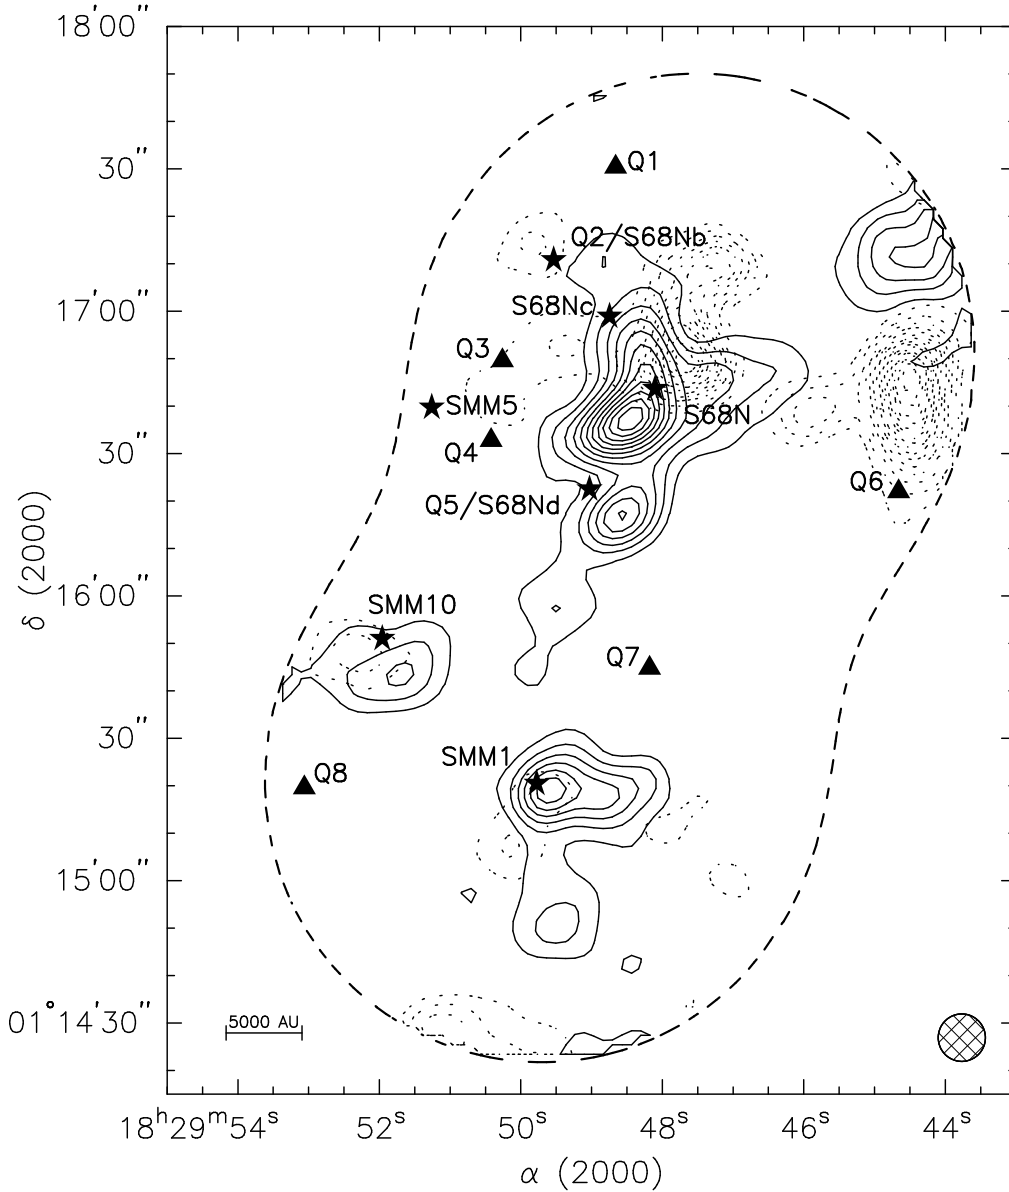 18'00"
30"
Q1
Q2/S68Nb
17'00"
S68Nc
Q3
SMM5
S68N
Q4
30"
Q6
Q5/S68Nd
δ (2000)
16'00"
SMM10
Q7
30"
SMM1
Q8
15'00"
01°14'30"
5000 AU
18ʰ29ᵐ54ˢ
52ˢ
50ˢ
48ˢ
46ˢ
44ˢ
α (2000)